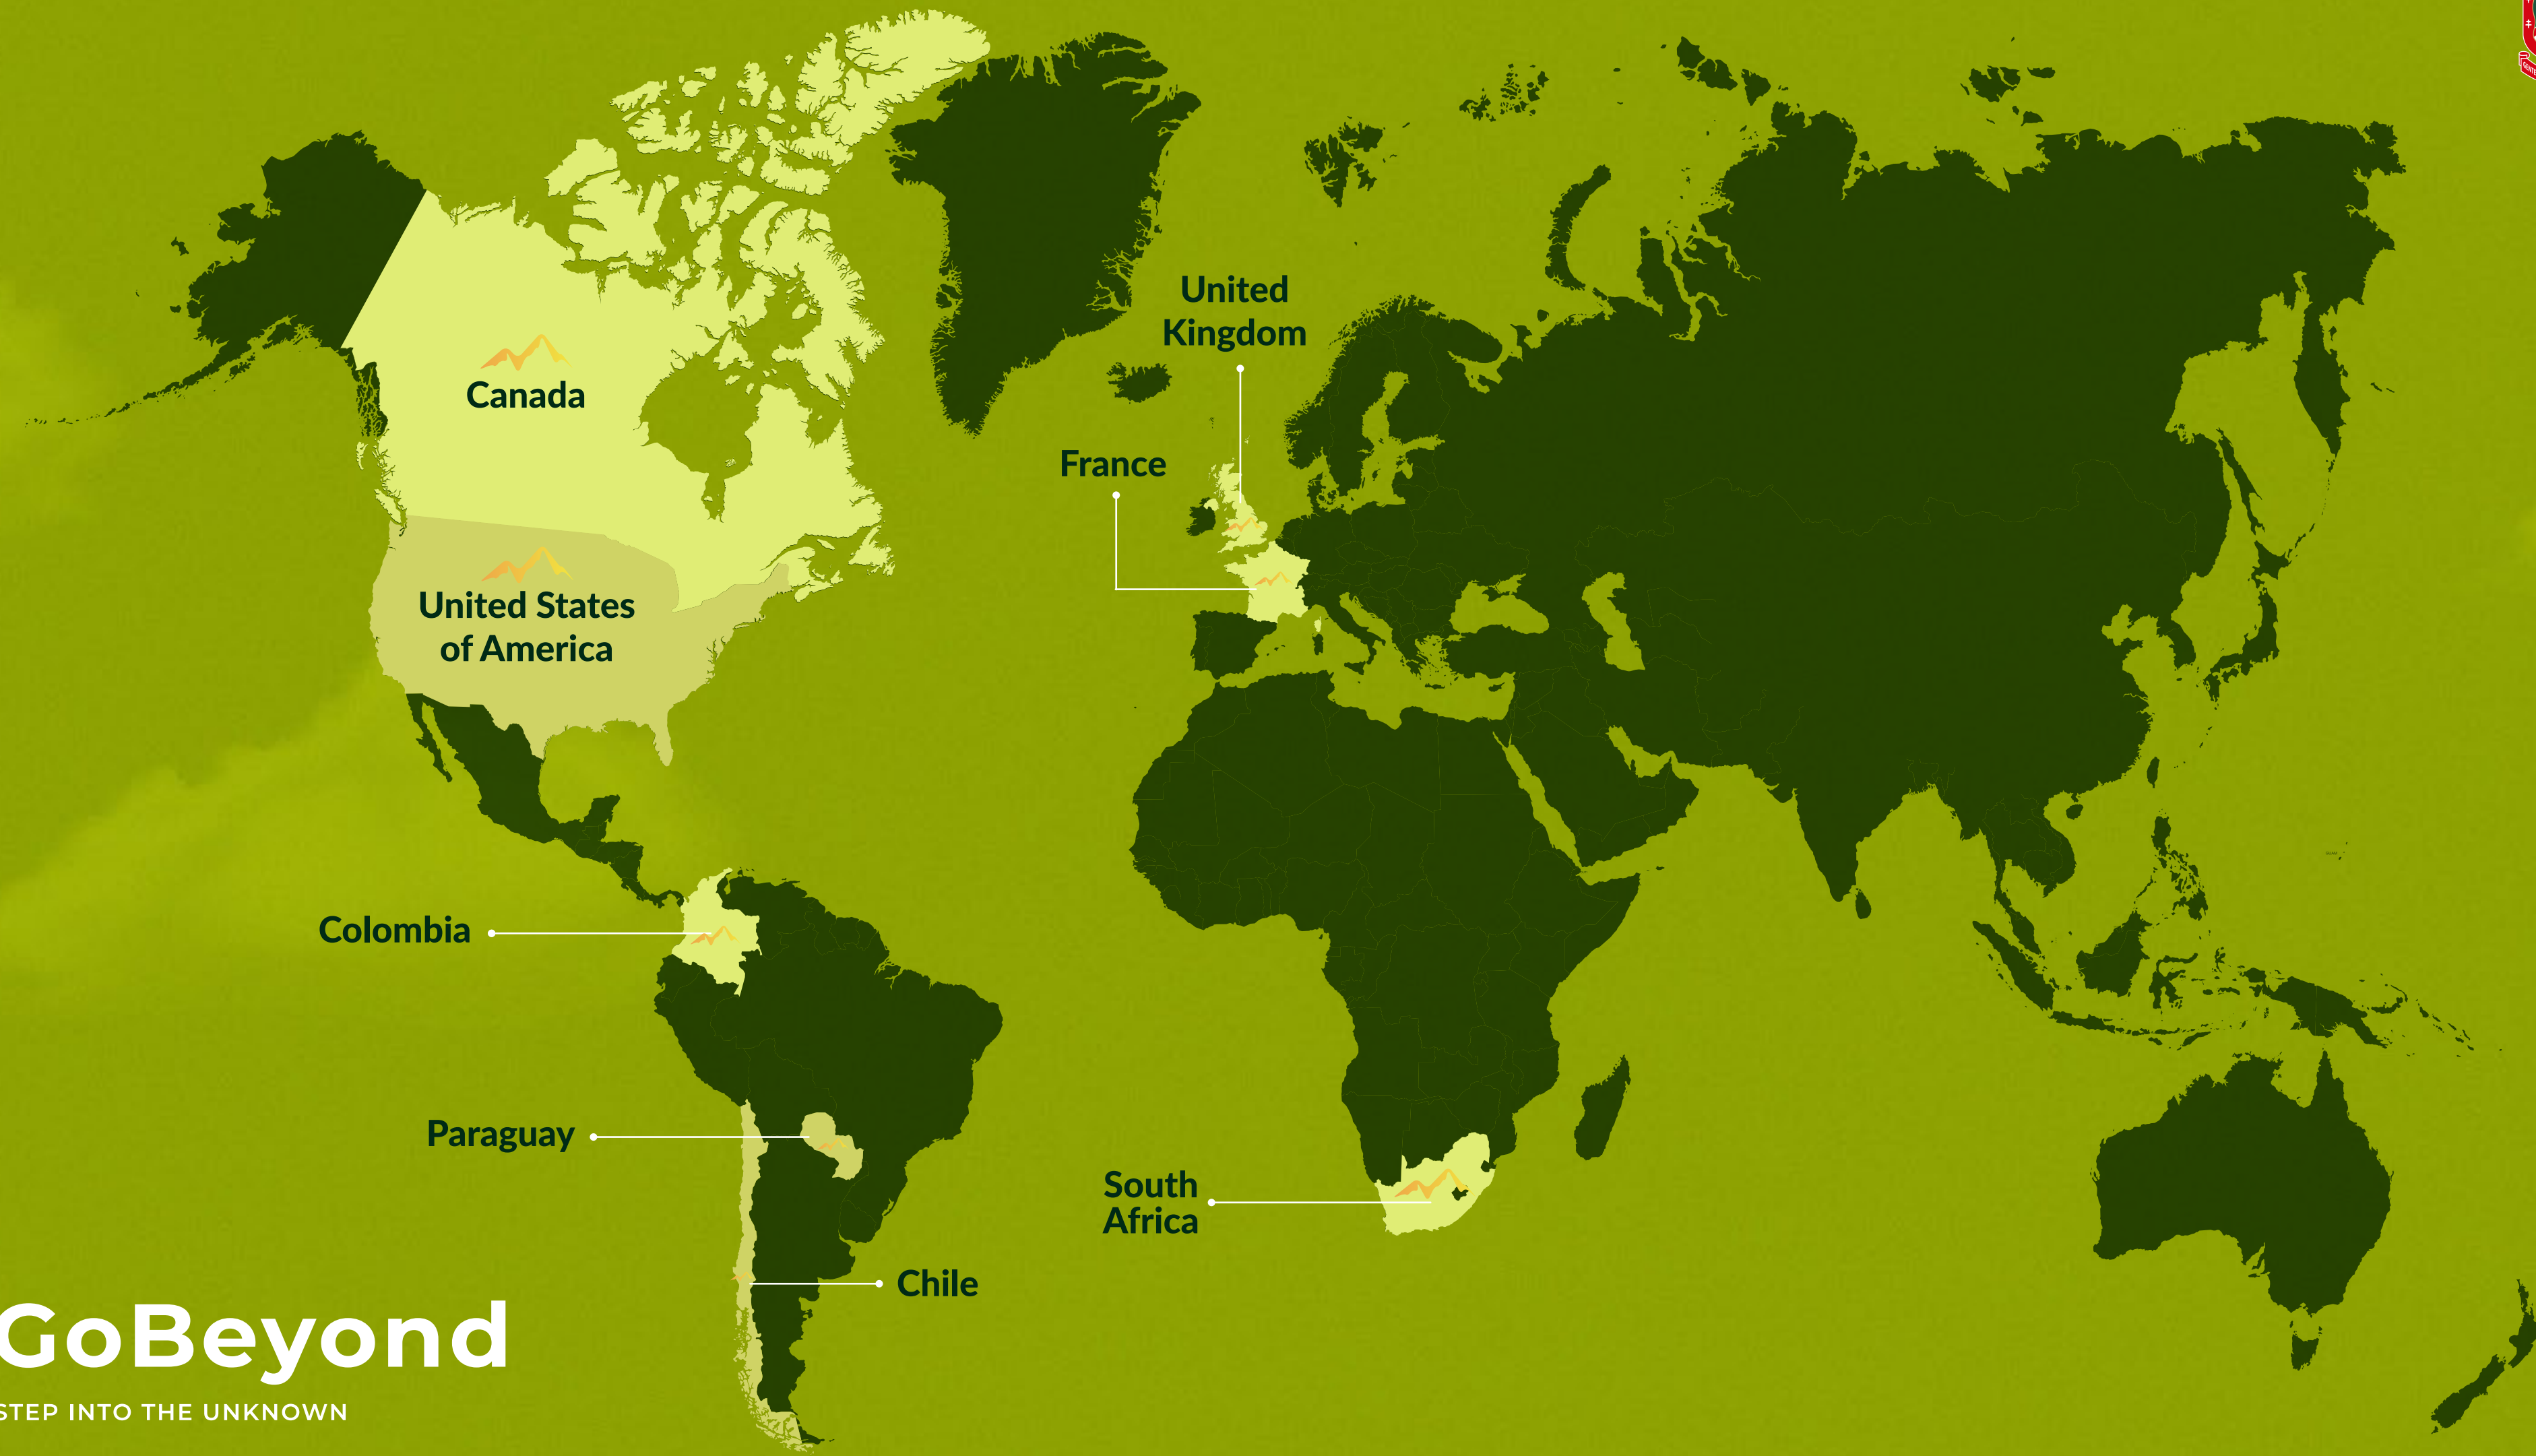 United
Kingdom
France
Canada
United States
of America
Colombia
Paraguay
South
Africa
Chile
GoBeyond
STEP INTO THE UNKNOWN